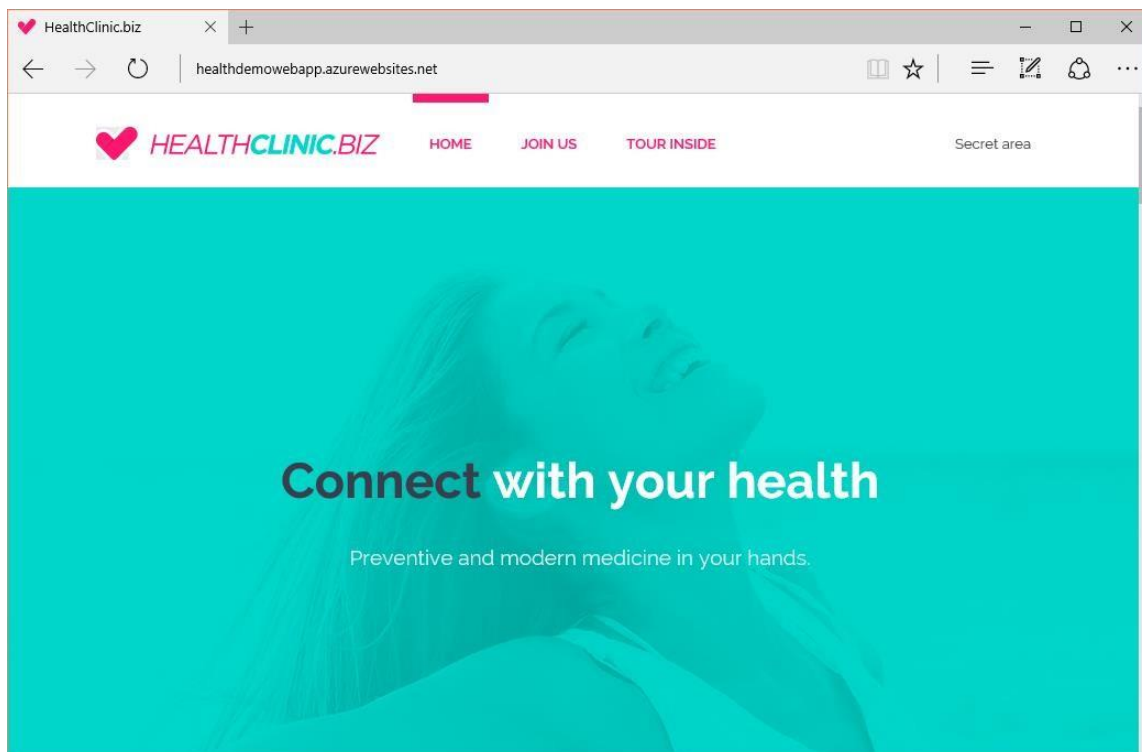 HealthClinic.biz
healthdemowebapp.azurewebsites.net
HEALTHCLINIC.BIZ HOME JOIN US TOUR INSIDE Secret area
Connect with your health
Preventive and modern medicine in your hands.